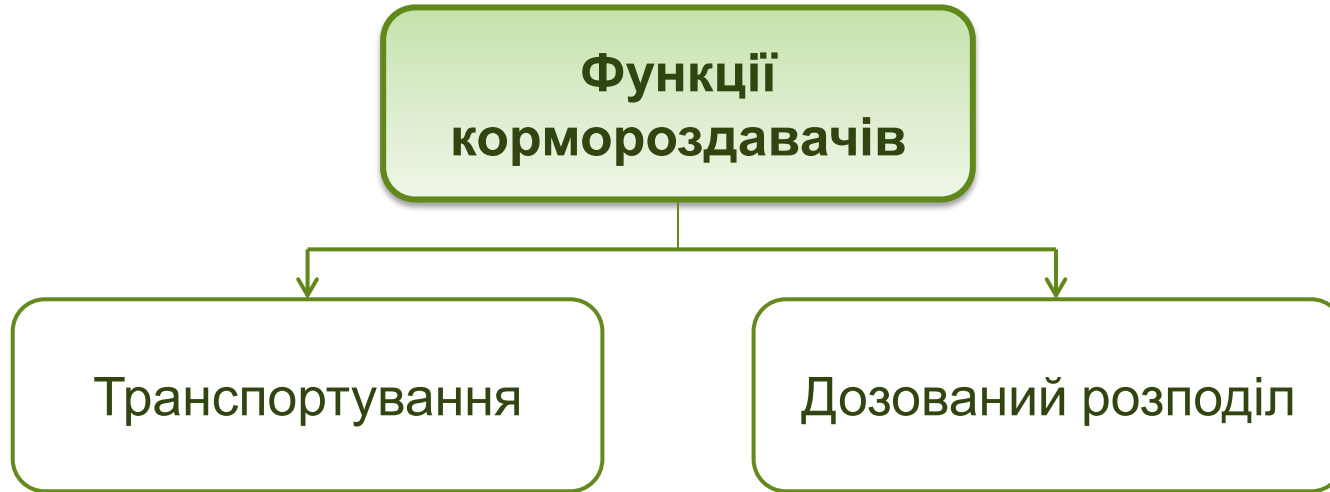 Функції
кормороздавачів
Транспортування
Дозований розподіл